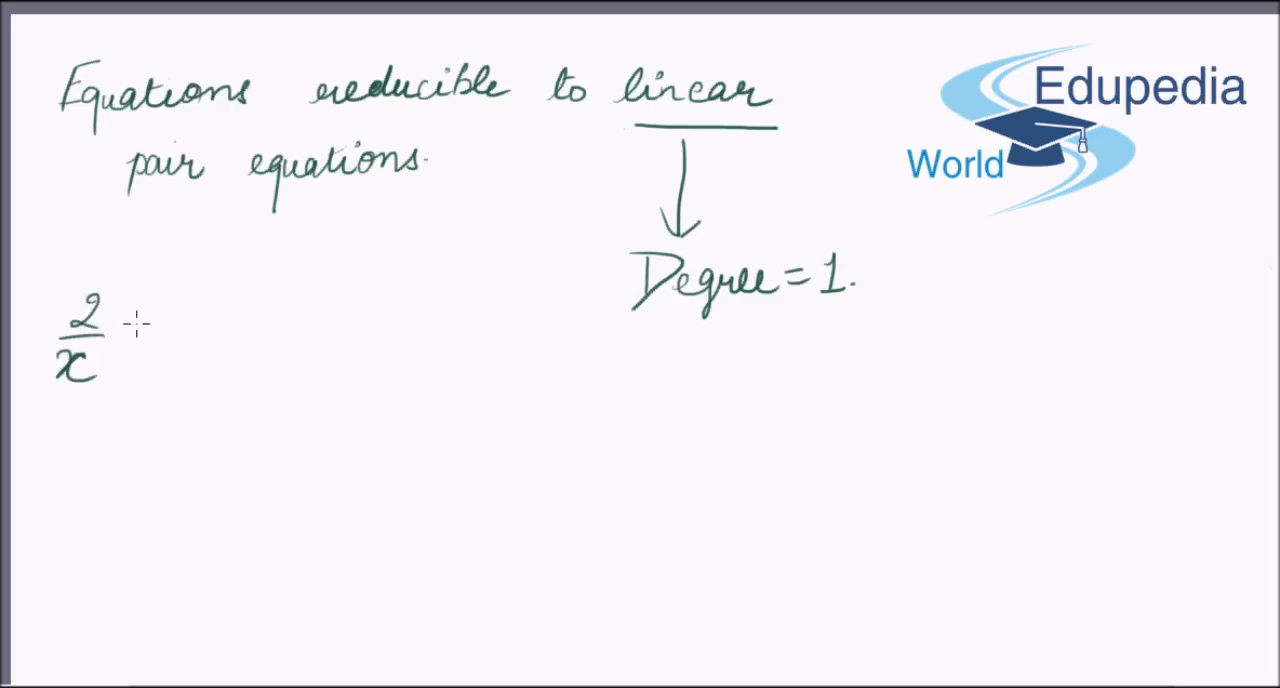 Equations reducible to linear
pair equations.
Degree = 1.
2
x
Edupedia
World